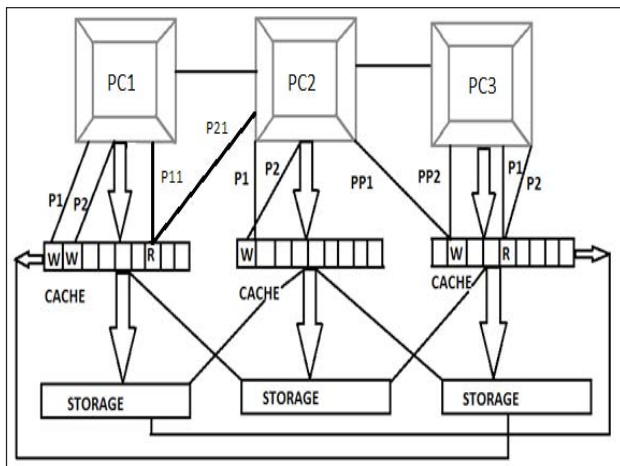 PC1
PC2
PC3
P21
P11
P1
P2
P1
P2
PP1
PP2
P1
P2
W W R
W
W R
CACHE
CACHE
CACHE
STORAGE
STORAGE
STORAGE